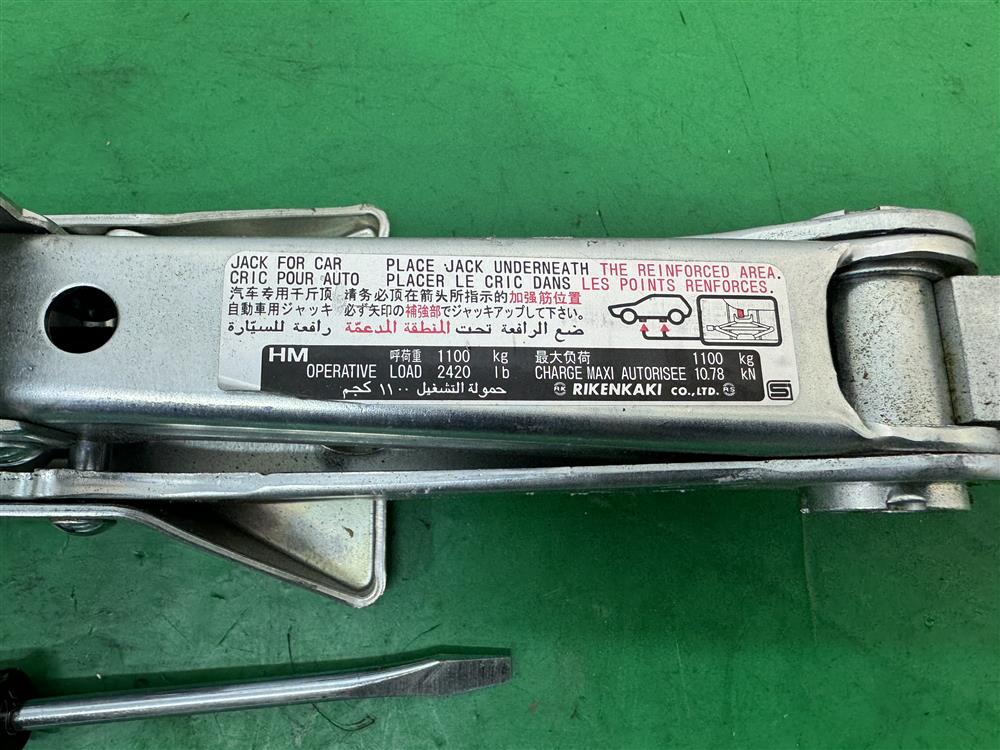 JACK FOR CAR PLACE JACK UNDERNEATH THE REINFORCED AREA.
CRIC POUR AUTO PLACER LE CRIC DANS LES POINTS RENFORCES.
汽车专用千斤顶 请务必顶在箭头所指示的加强筋位置
自動車用ジャッキ 必ず矢印の補強部でジャッキアップして下さい。
ضع الرافعة تحت المنطقة المدعمّة رافعة للسيّارة
HM 呼荷重 1100 kg 最大负荷 1100 kg
OPERATIVE LOAD 2420 lb CHARGE MAXI AUTORISEE 10.78 kN
حمولة التشغيل ١١٠٠ كجم RIKENKAKI CO.,LTD.